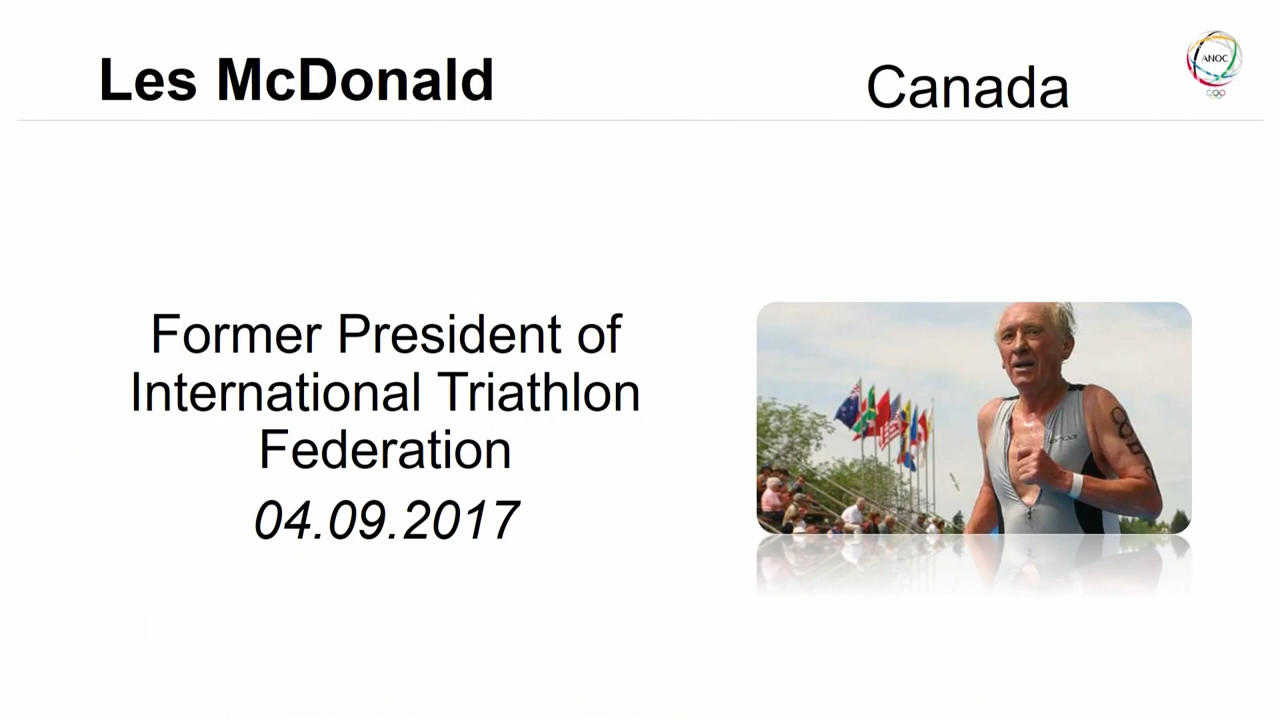 Les McDonald
Canada
ANOC
Former President of
International Triathlon
Federation
04.09.2017